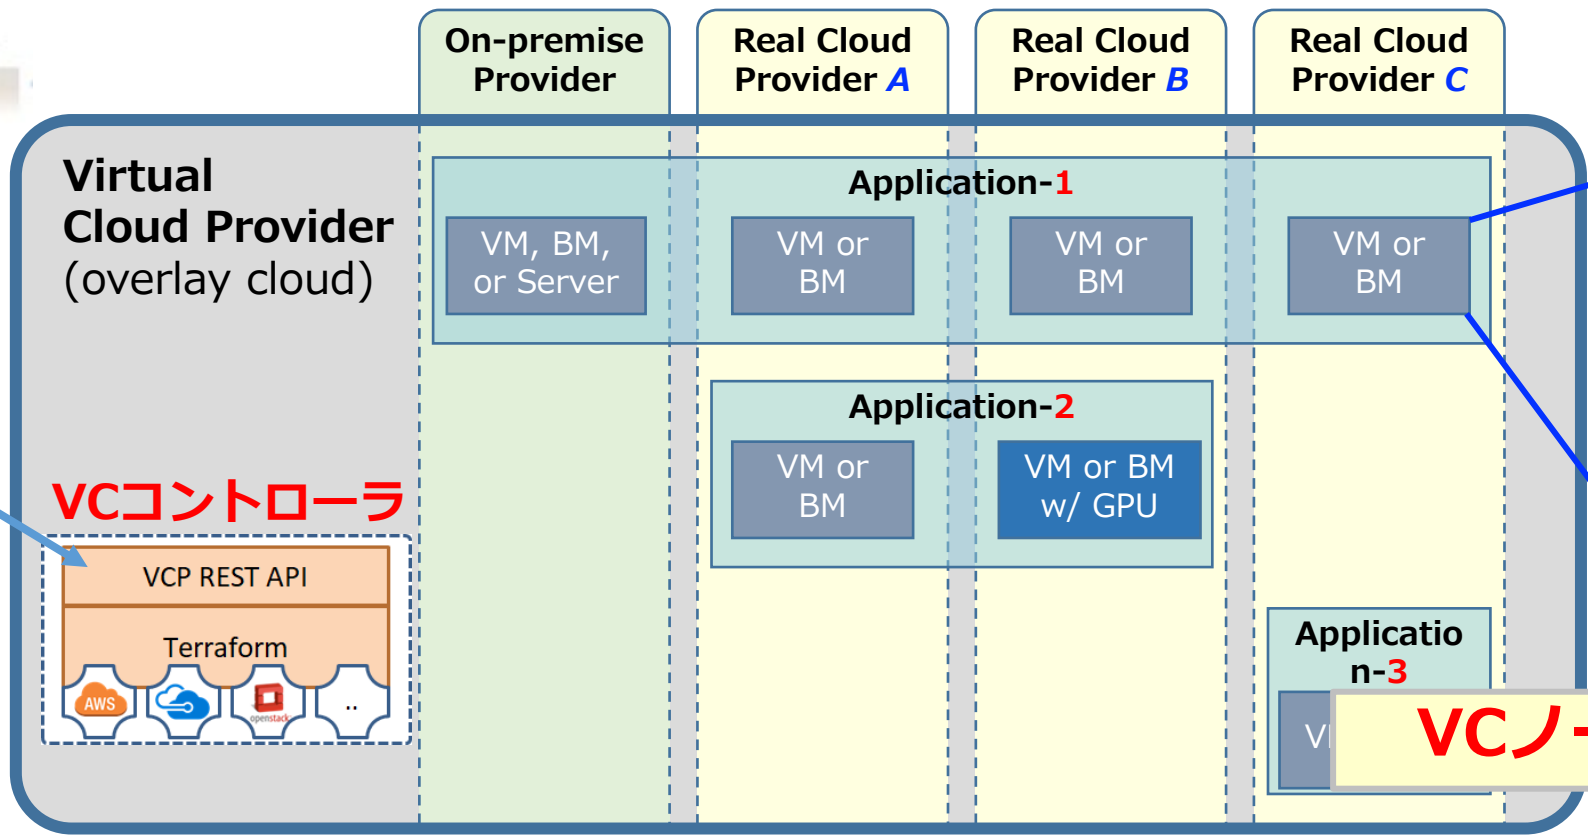 On-premise
Provider
Real Cloud
Provider A
Real Cloud
Provider B
Real Cloud
Provider C
Virtual
Cloud Provider
(overlay cloud)
Application-1
VM, BM,
or Server
VM or
BM
VM or
BM
VM or
BM
Application-2
VM or
BM
VM or BM
w/ GPU
VCコントローラ
VCP REST API
Terraform
AWS
openstack
..
Applicatio
n-3
VCノ